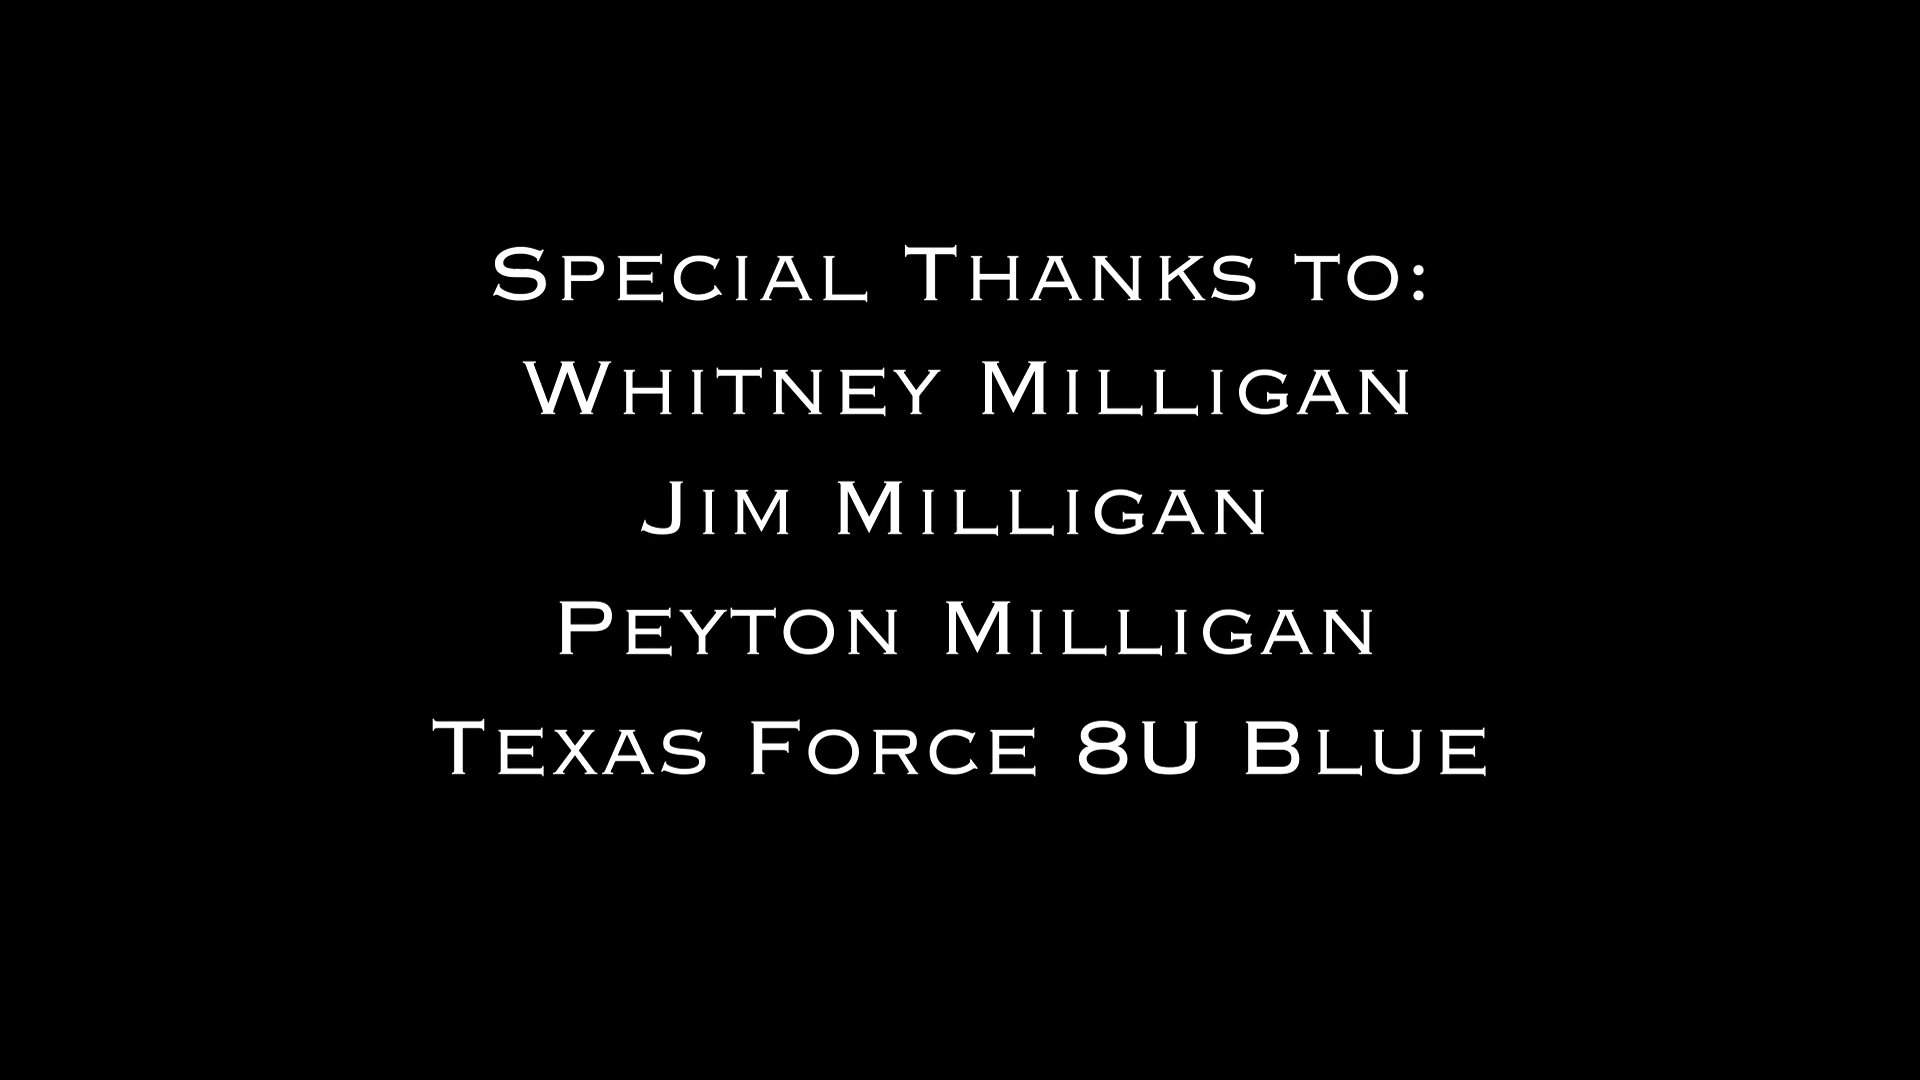 Special Thanks to:
Whitney Milligan
Jim Milligan
Peyton Milligan
Texas Force 8U Blue